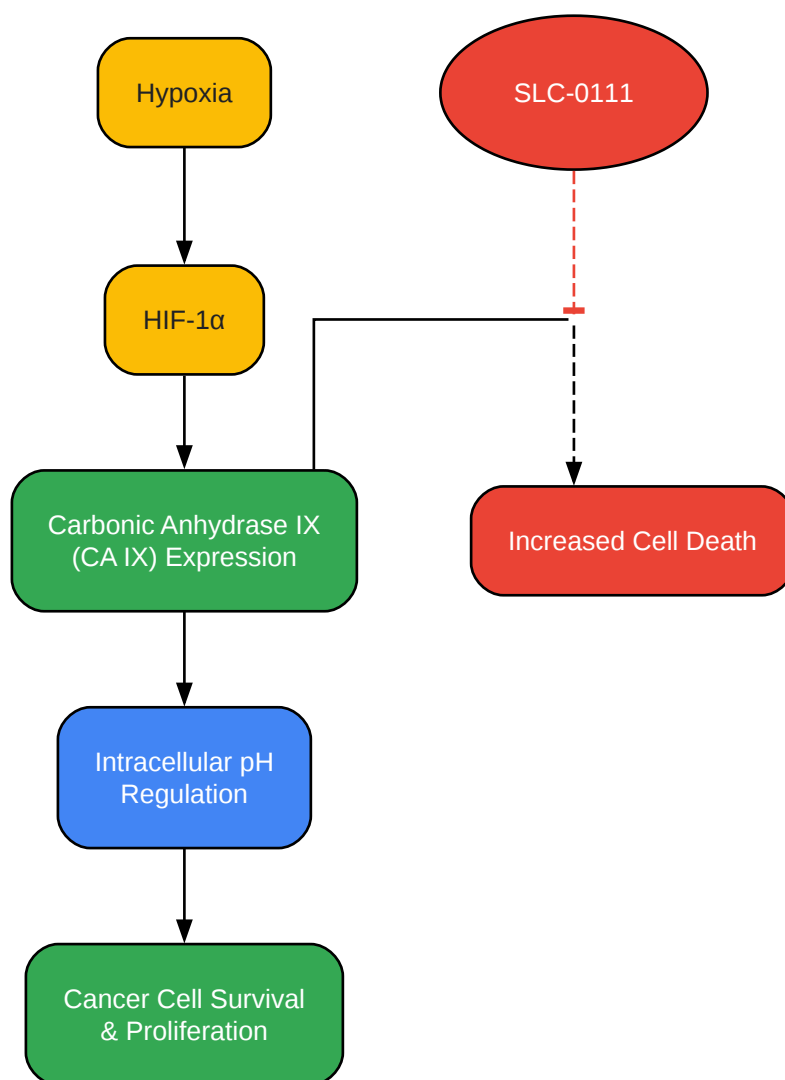 Hypoxia
SLC-0111
HIF-1α
Carbonic Anhydrase IX
(CA IX) Expression
Increased Cell Death
Intracellular pH
Regulation
Cancer Cell Survival
& Proliferation